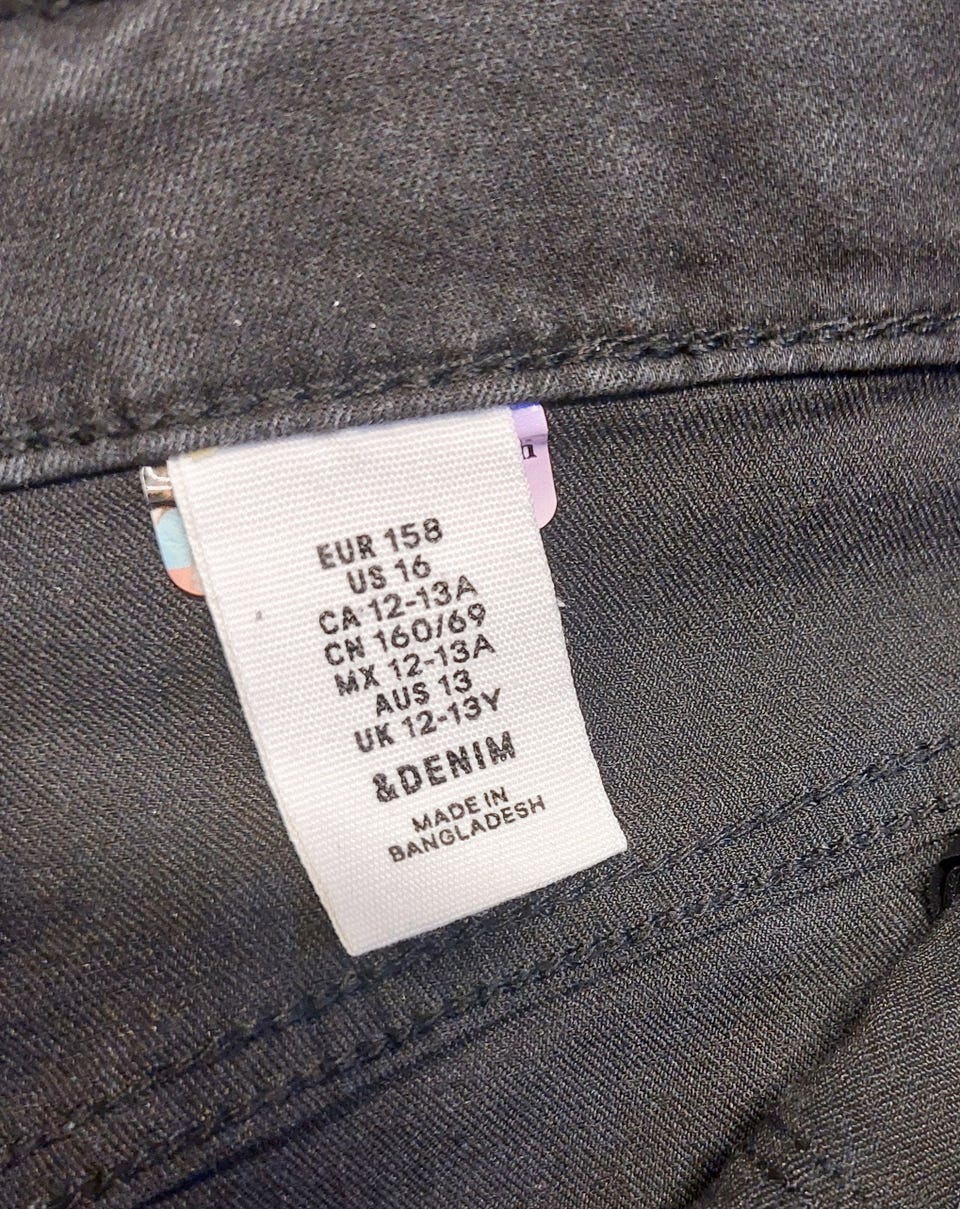 EUR 158
US 16
CA 12-13A
CN 160/69
MX 12-13A
AUS 13
UK 12-13Y
&DENIM
MADE IN
BANGLADESH